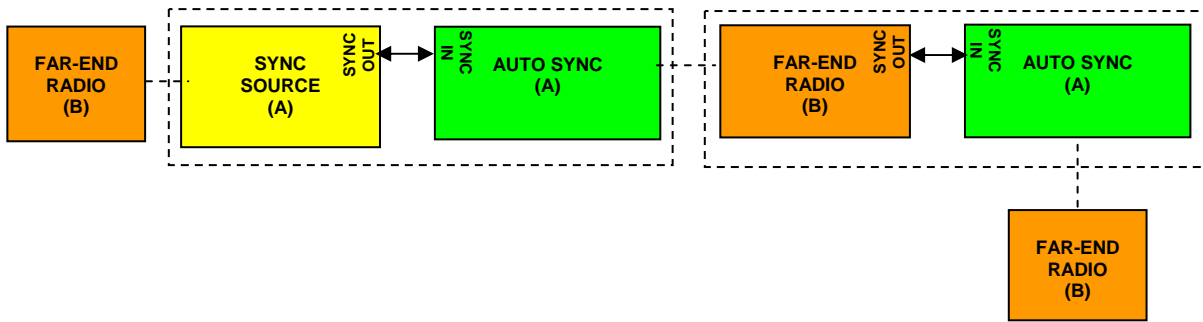 FAR-END
RADIO
(B)
SYNC
SOURCE
(A)
SYNC
OUT
SYNC
IN
AUTO SYNC
(A)
FAR-END
RADIO
(B)
SYNC
OUT
SYNC
IN
AUTO SYNC
(A)
FAR-END
RADIO
(B)